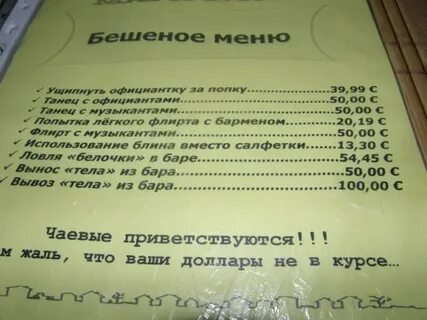 Бешеное меню
✓ Ущипнуть официантку за попку..............39,99 €
✓ Танец с официантами..............50,00 €
✓ Танец с музыкантами..............50,00 €
✓ Попытка лёгкого флирта с барменом..............20,19 €
✓ Флирт с музыкантами..............50,00 €
✓ Использование блина вместо салфетки..............13,30 €
✓ Ловля «белочки» в баре..............54,45 €
✓ Вынос «тела» из бара..............50,00 €
✓ Вывоз «тела» из бара..............100,00 €
Чаевые приветствуются!!!
м жаль, что ваши доллары не в курсе…